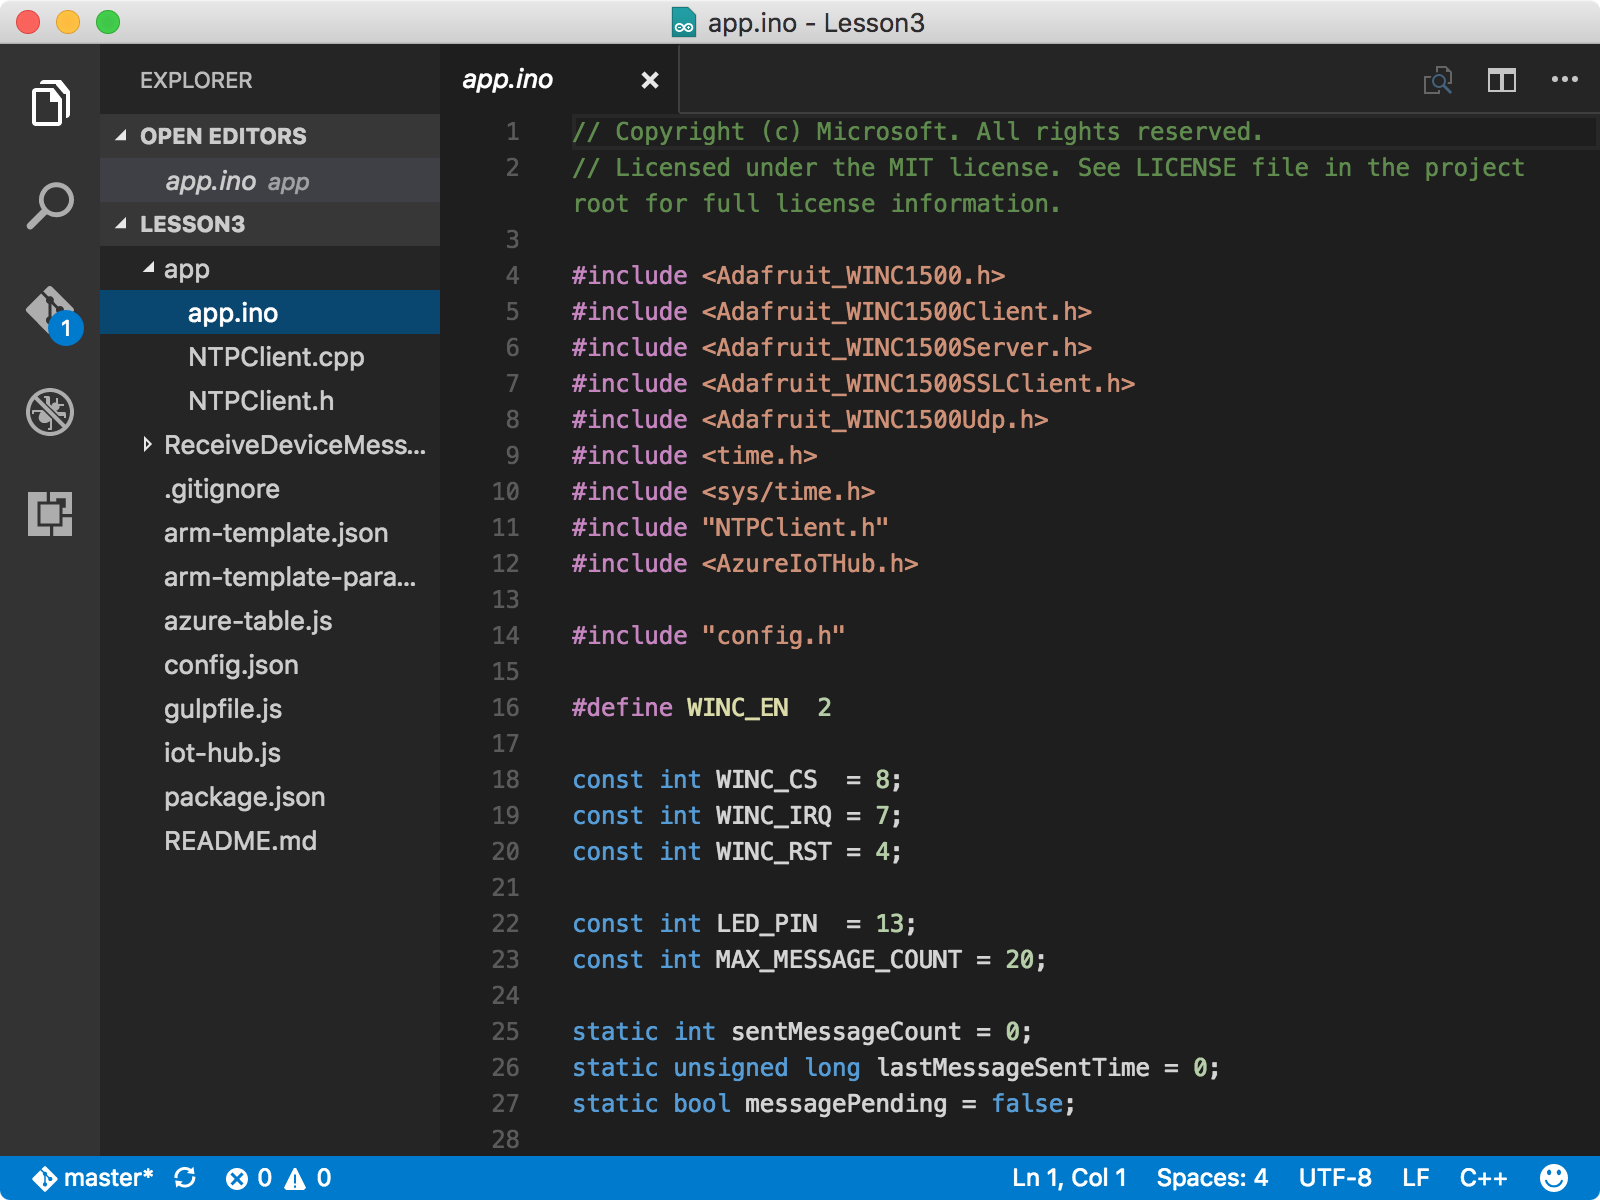 app.ino - Lesson3
EXPLORER
OPEN EDITORS
app.ino app
LESSON3
app
app.ino
NTPClient.cpp
NTPClient.h
ReceiveDeviceMess...
.gitignore
arm-template.json
arm-template-para...
azure-table.js
config.json
gulpfile.js
iot-hub.js
package.json
README.md
1
app.ino
1 // Copyright (c) Microsoft. All rights reserved.
2 // Licensed under the MIT license. See LICENSE file in the project
root for full license information.
3
4 #include <Adafruit_WINC1500.h>
5 #include <Adafruit_WINC1500Client.h>
6 #include <Adafruit_WINC1500Server.h>
7 #include <Adafruit_WINC1500SSLClient.h>
8 #include <Adafruit_WINC1500Udp.h>
9 #include <time.h>
10 #include <sys/time.h>
11 #include "NTPClient.h"
12 #include <AzureIoTHub.h>
13
14 #include "config.h"
15
16 #define WINC_EN  2
17
18 const int WINC_CS  = 8;
19 const int WINC_IRQ = 7;
20 const int WINC_RST = 4;
21
22 const int LED_PIN  = 13;
23 const int MAX_MESSAGE_COUNT = 20;
24
25 static int sentMessageCount = 0;
26 static unsigned long lastMessageSentTime = 0;
27 static bool messagePending = false;
28
master* 0 0 Ln 1, Col 1 Spaces: 4 UTF-8 LF C++